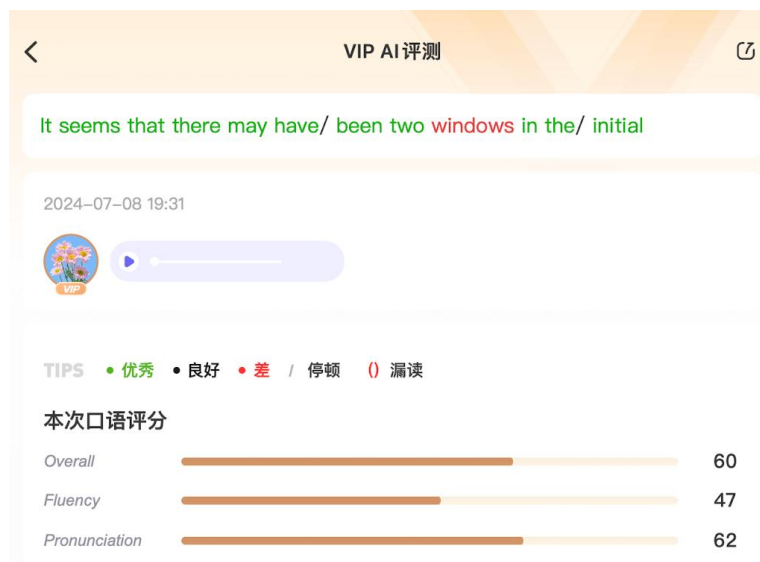 VIP AI评测
It seems that there may have/ been two windows in the/ initial
2024-07-08 19:31
VIP
TIPS • 优秀 • 良好 • 差 / 停顿 () 漏读
本次口语评分
Overall 60
Fluency 47
Pronunciation 62